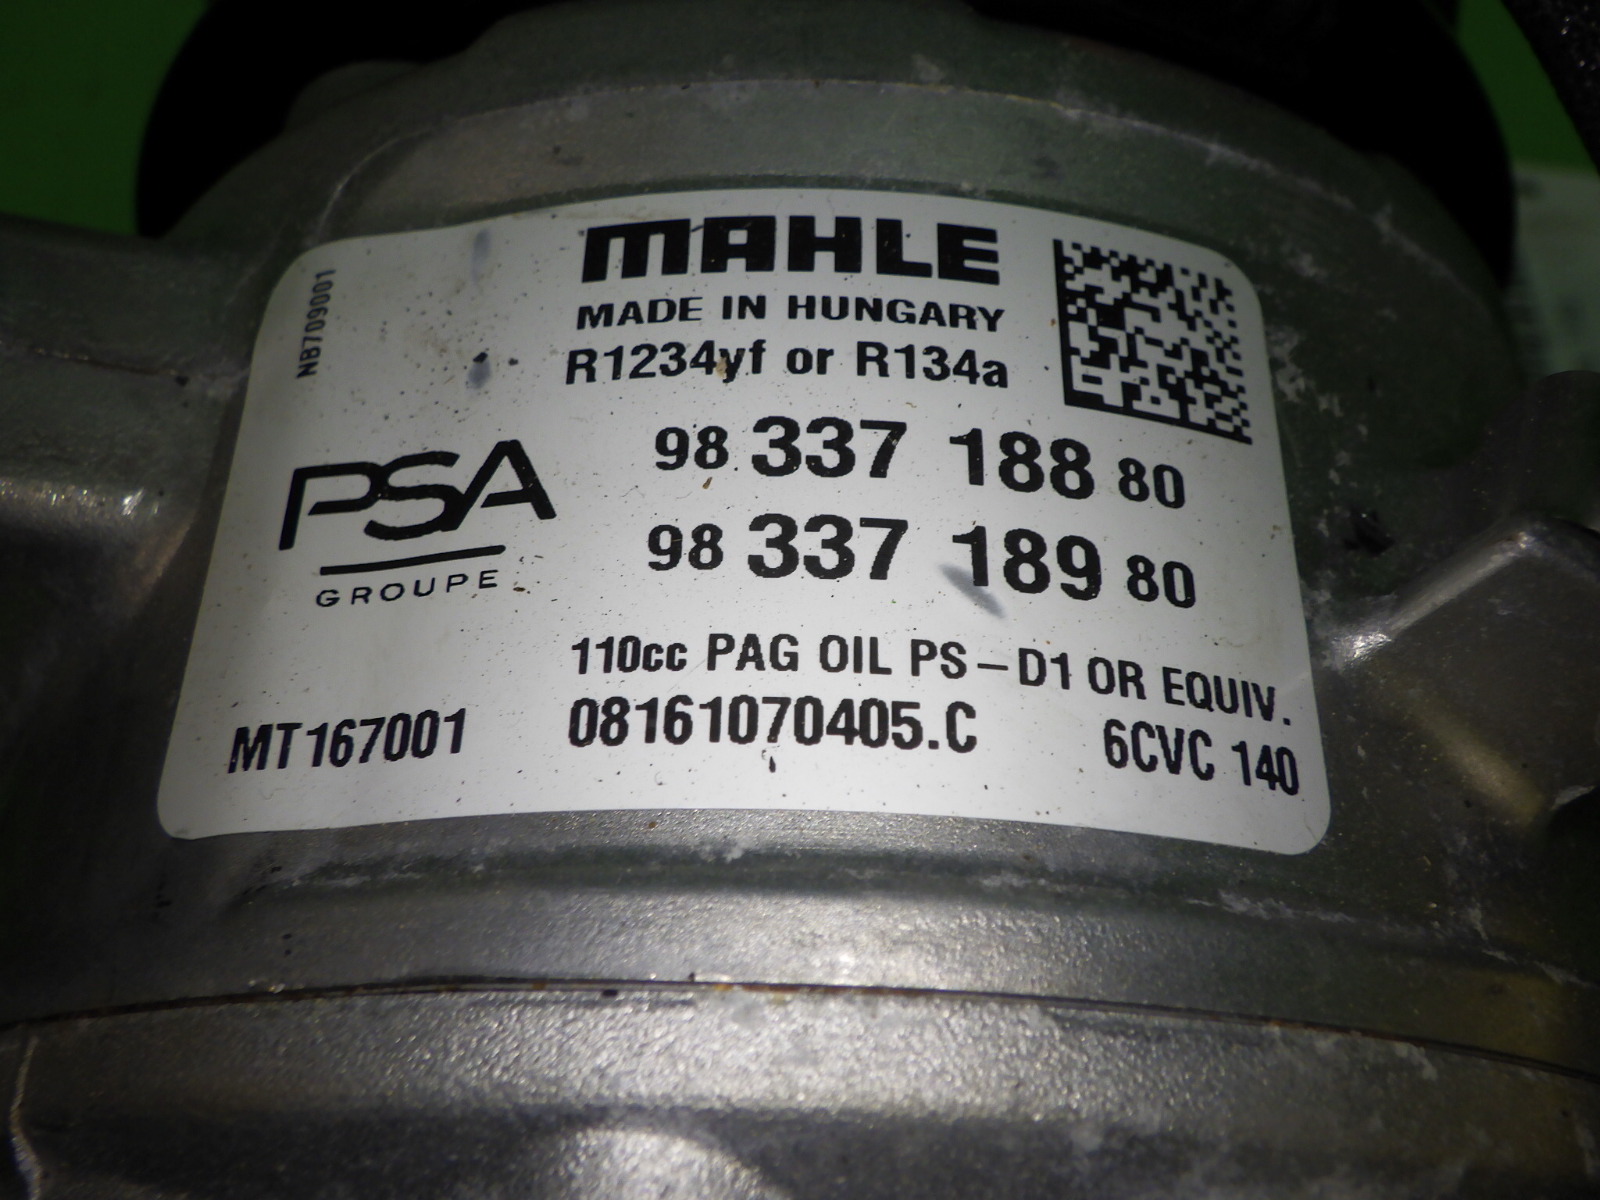 NB709001
MAHLE
MADE IN HUNGARY
R1234yf or R134a
98 337 188 80
98 337 189 80
PSA
GROUPE
110cc PAG OIL PS-D1 OR EQUIV.
MT167001 08161070405.C 6CVC 140